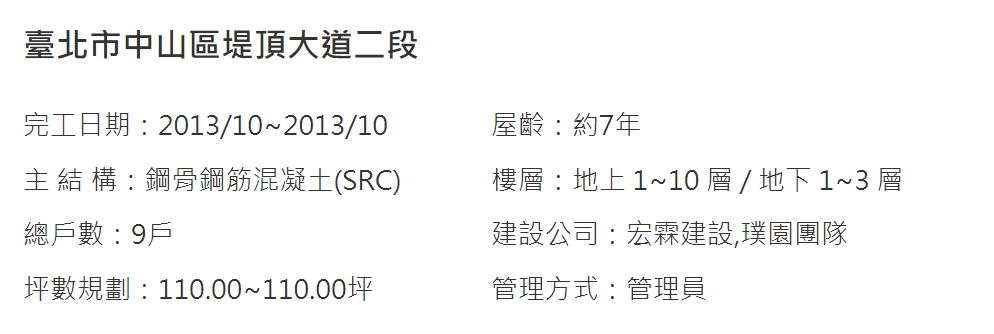 臺北市中山區堤頂大道二段
完工日期：2013/10~2013/10
屋齡：約7年
主 結 構：鋼骨鋼筋混凝土(SRC)
樓層：地上 1~10 層 / 地下 1~3 層
總戶數：9戶
建設公司：宏霖建設,璞園團隊
坪數規劃：110.00~110.00坪
管理方式：管理員